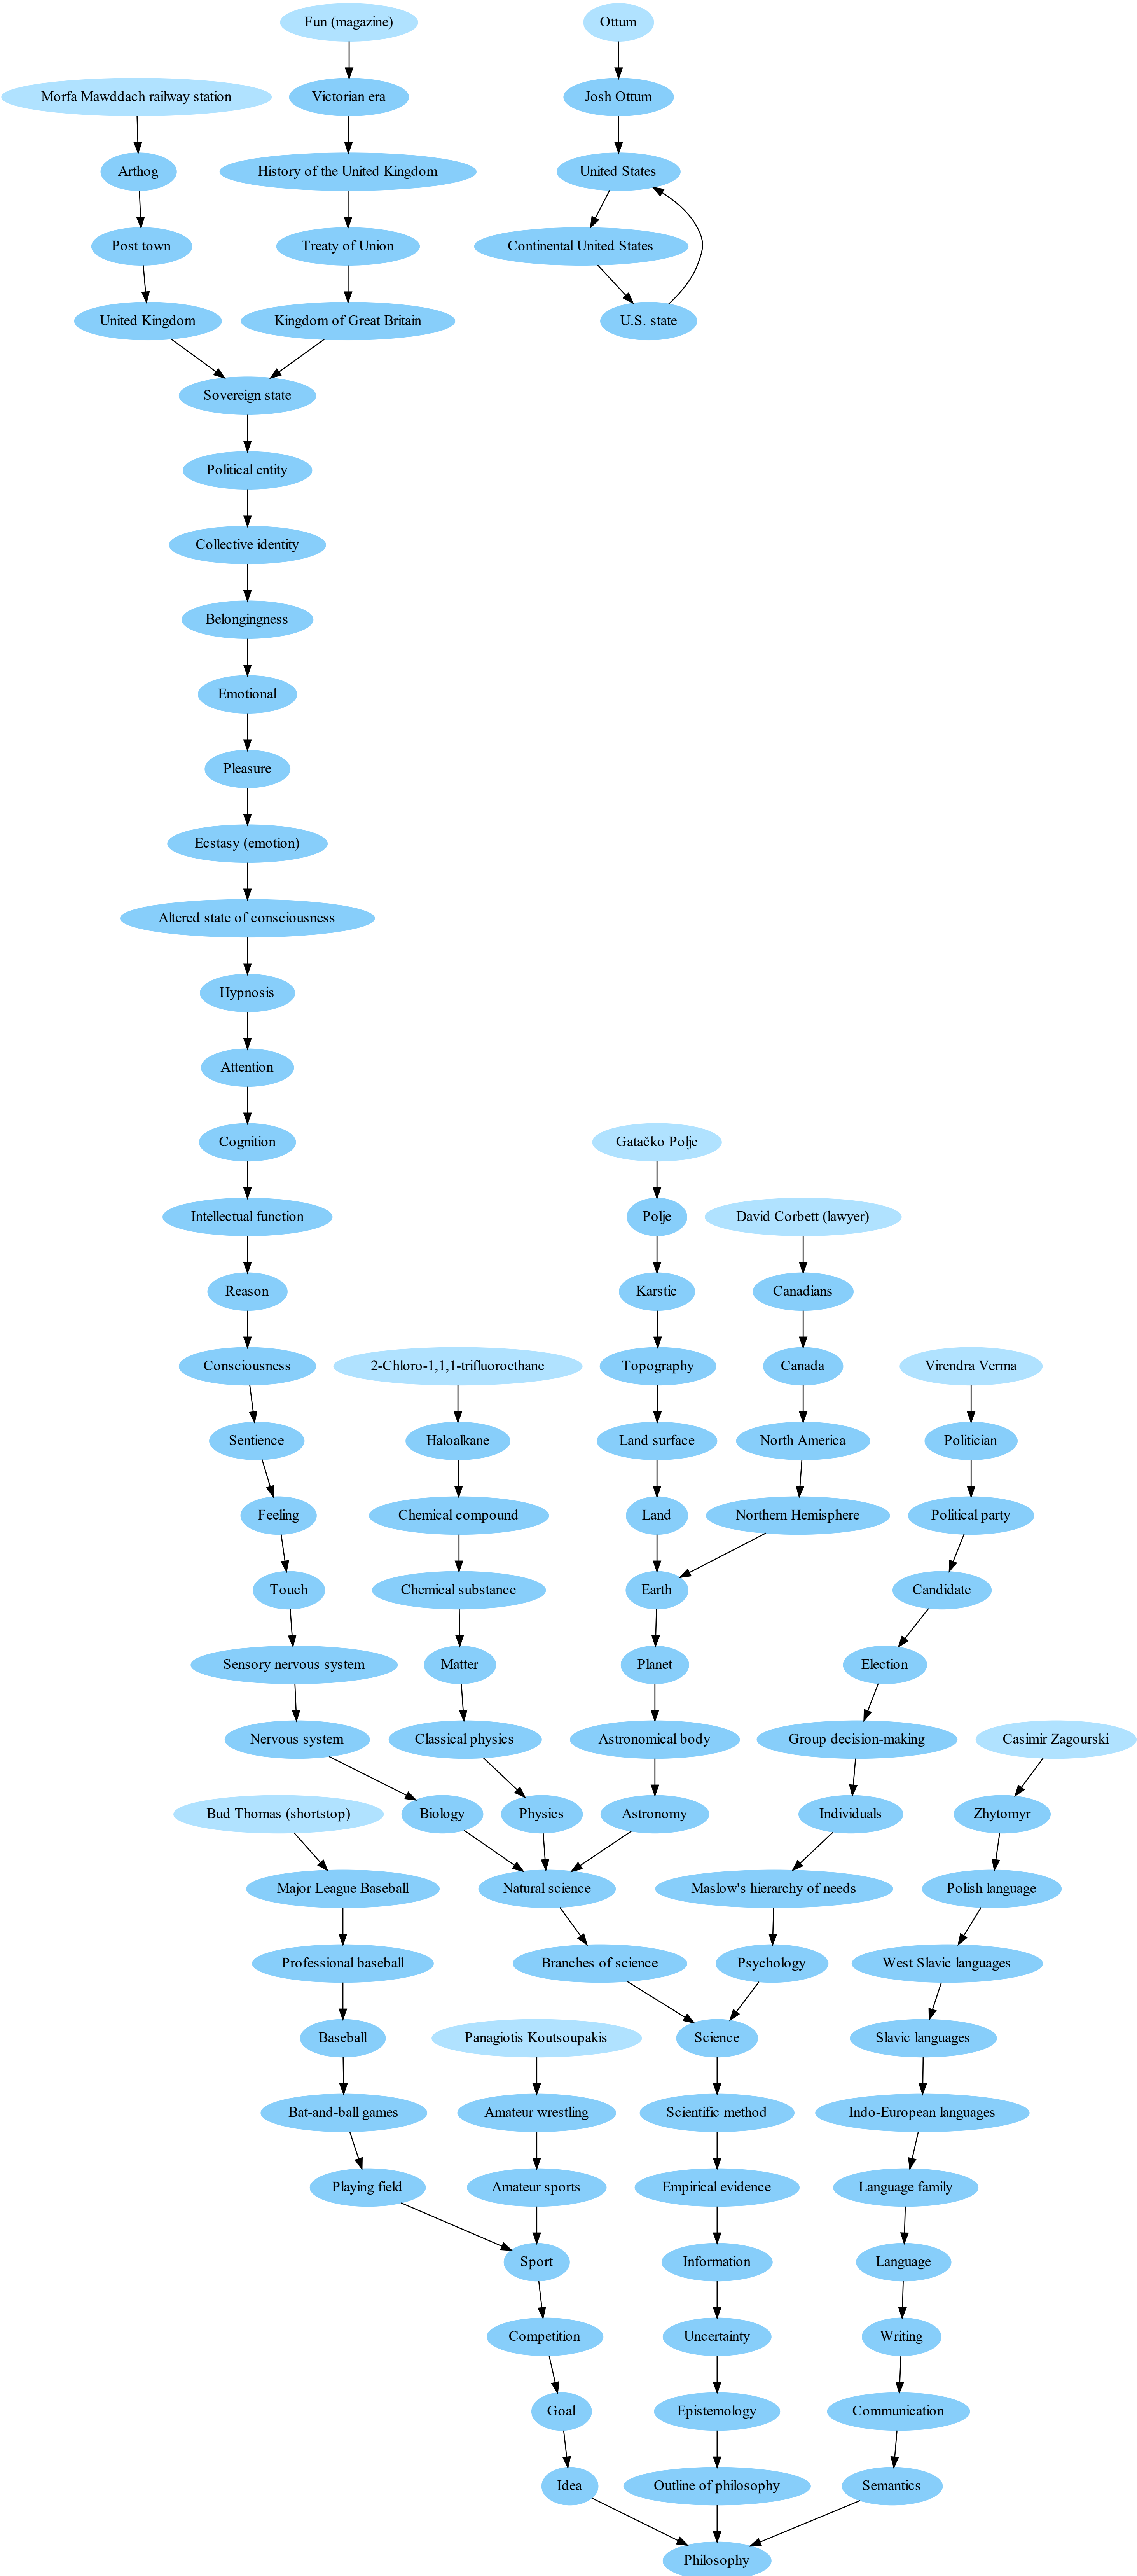 Fun (magazine)
Ottum
Morfa Mawddach railway station
Victorian era
Josh Ottum
Arthog
History of the United Kingdom
United States
Post town
Treaty of Union
Continental United States
United Kingdom
Kingdom of Great Britain
U.S. state
Sovereign state
Political entity
Collective identity
Belongingness
Emotional
Pleasure
Ecstasy (emotion)
Altered state of consciousness
Hypnosis
Attention
Cognition
Gatačko Polje
Intellectual function
Polje
David Corbett (lawyer)
Reason
Karstic
Canadians
Consciousness
2-Chloro-1,1,1-trifluoroethane
Topography
Canada
Virendra Verma
Sentience
Haloalkane
Land surface
North America
Politician
Feeling
Chemical compound
Land
Northern Hemisphere
Political party
Touch
Chemical substance
Earth
Candidate
Sensory nervous system
Matter
Planet
Election
Nervous system
Classical physics
Astronomical body
Group decision-making
Casimir Zagourski
Bud Thomas (shortstop)
Biology
Physics
Astronomy
Individuals
Zhytomyr
Major League Baseball
Natural science
Maslow's hierarchy of needs
Polish language
Professional baseball
Branches of science
Psychology
West Slavic languages
Baseball
Panagiotis Koutsoupakis
Science
Slavic languages
Bat-and-ball games
Amateur wrestling
Scientific method
Indo-European languages
Playing field
Amateur sports
Empirical evidence
Language family
Sport
Information
Language
Competition
Uncertainty
Writing
Goal
Epistemology
Communication
Idea
Outline of philosophy
Semantics
Philosophy